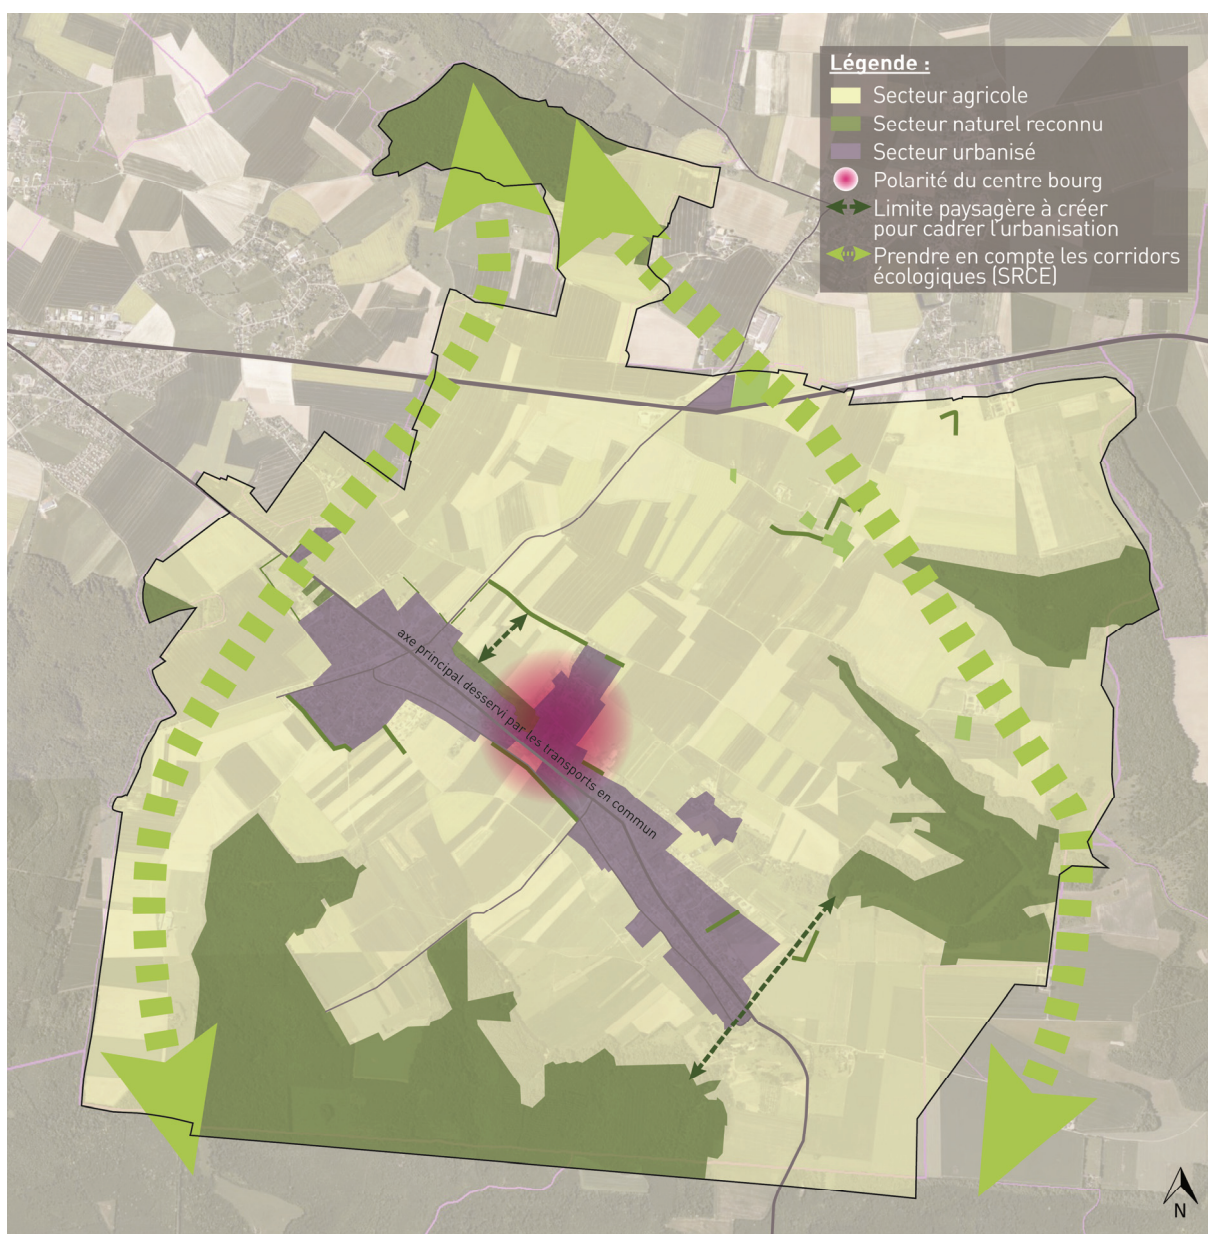 Légende :
Secteur agricole
Secteur naturel reconnu
Secteur urbanisé
Polarité du centre bourg
Limite paysagère à créer
pour cadrer l'urbanisation
Prendre en compte les corridors
écologiques (SRCE)
axe principal desservi par les transports en commun
N